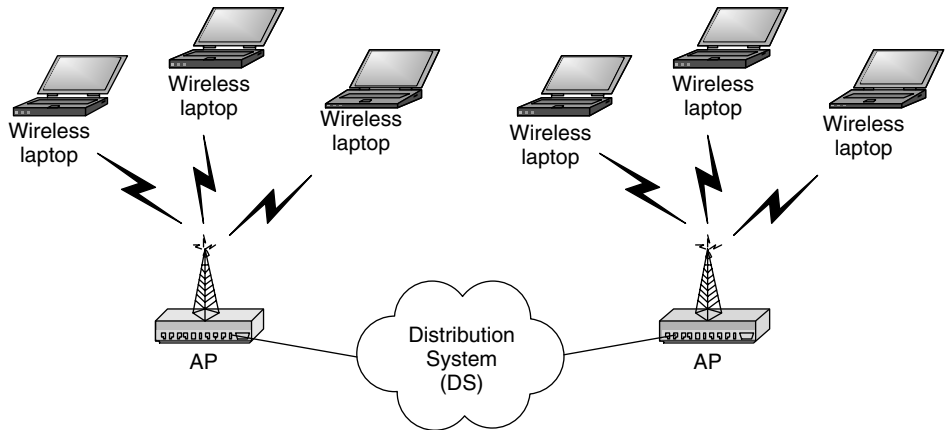 Wireless
laptop
Wireless
laptop
Wireless
laptop
Wireless
laptop
Wireless
laptop
Wireless
laptop
AP
Distribution
System
(DS)
AP